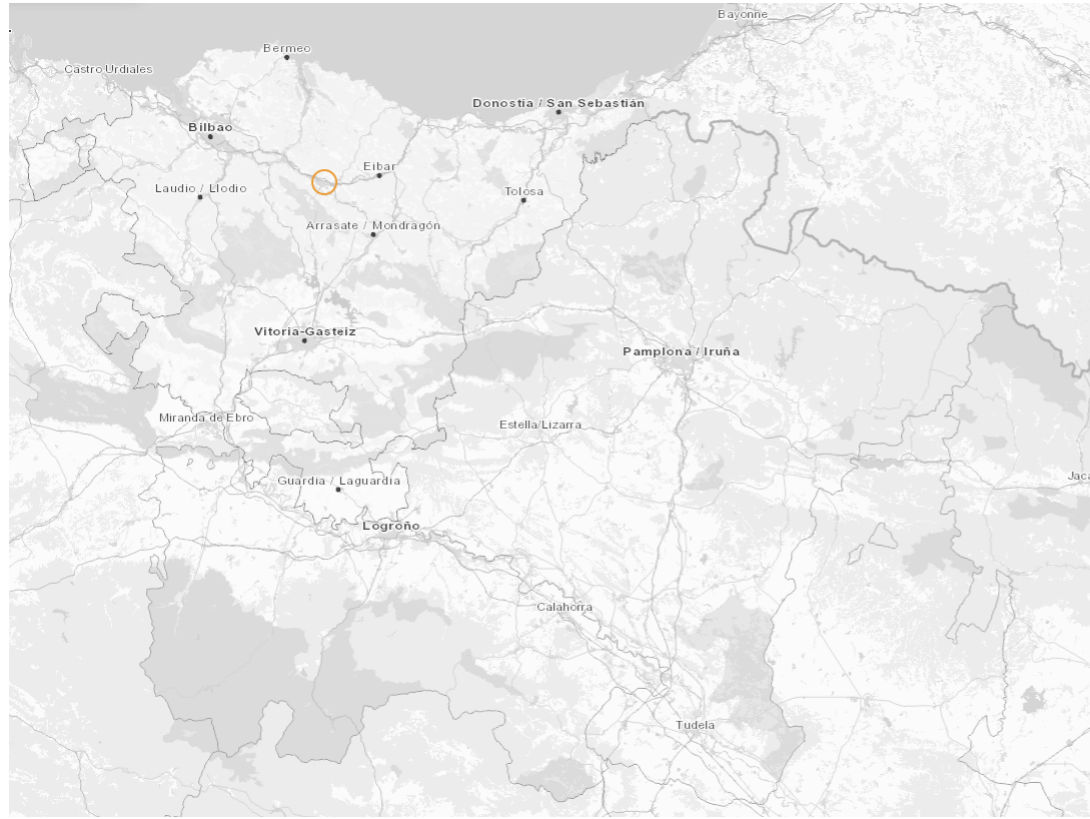 Bayonne
Bermeo
Castro Urdiales
Donostia / San Sebastián
Bilbao
Eibar
Laudio / Llodio
Tolosa
Arrasate / Mondragón
Vitoria-Gasteiz
Pamplona / Iruña
Miranda de Ebro
Estella/Lizarra
Guardia / Laguardia
Jaca
Logroño
Calahorra
Tudela